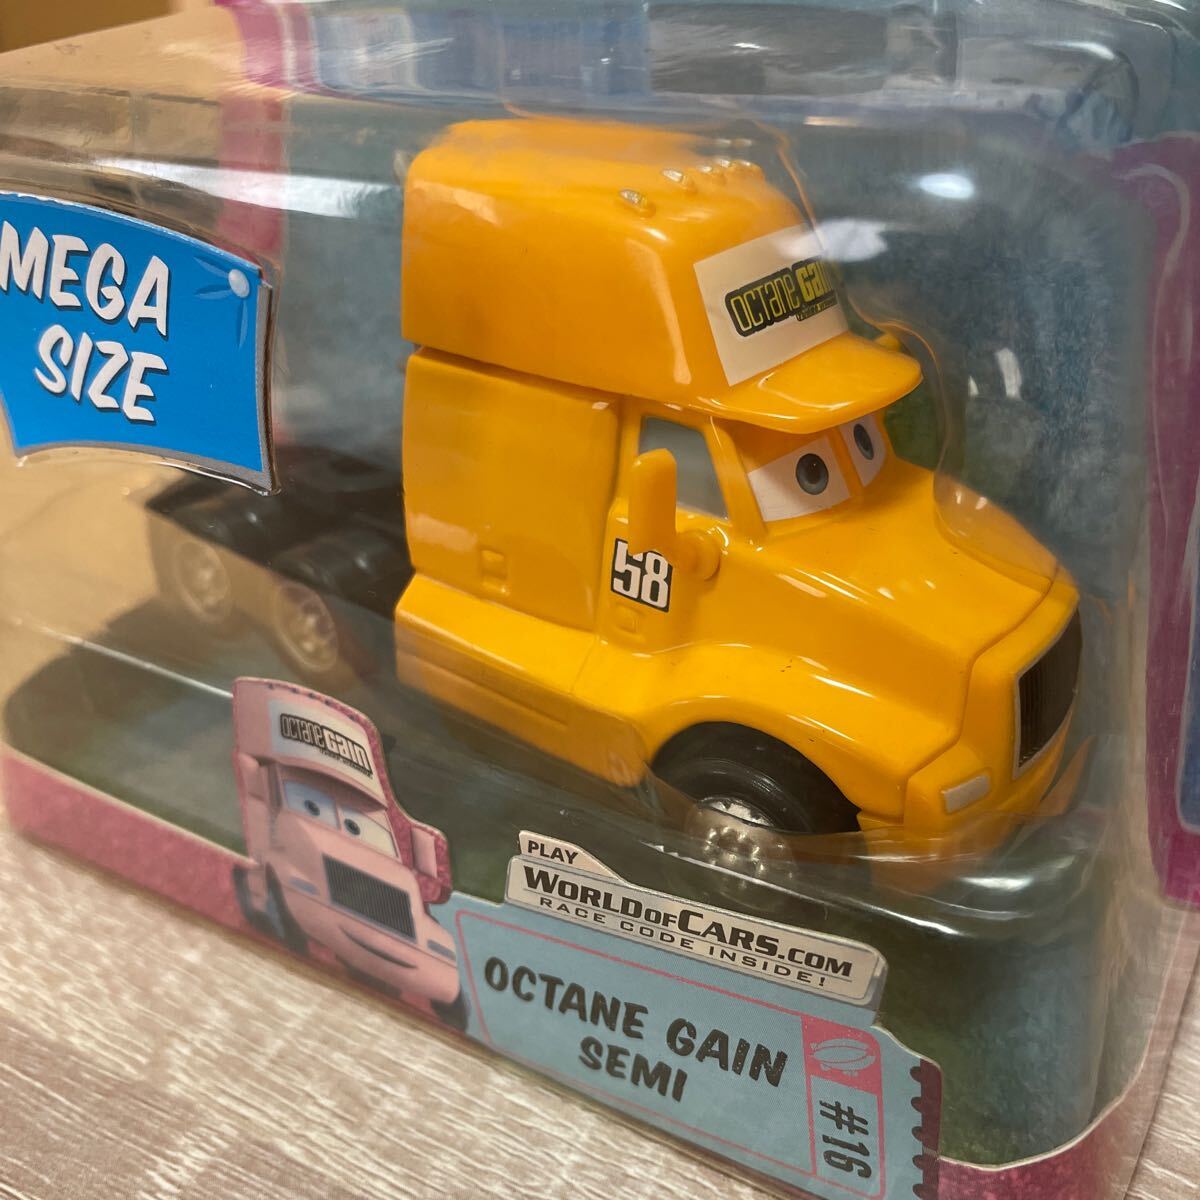 MEGA
SIZE
OCTANE GAIN
58
OCTANE GAIN
PLAY
WORLDOFCARS.COM
RACE CODE INSIDE!
OCTANE GAIN
SEMI
#16